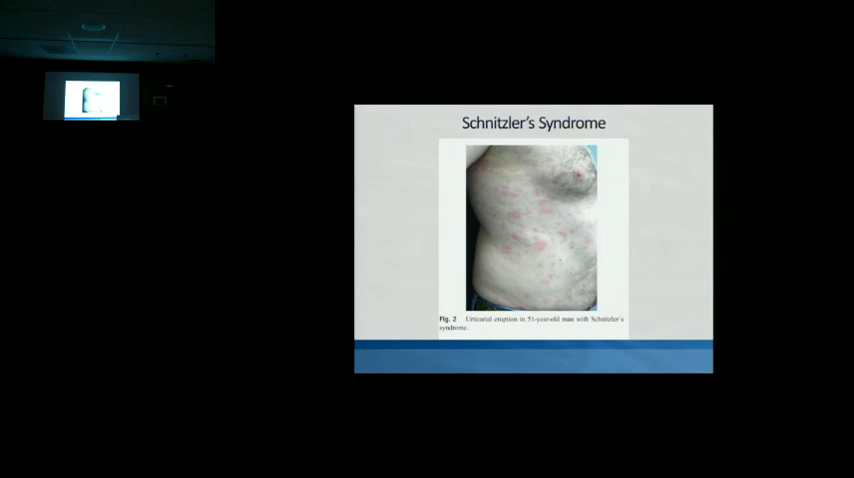 Schnitzler's Syndrome
Fig. 2 Urticarial eruption in 51-year-old man with Schnitzler's
syndrome.